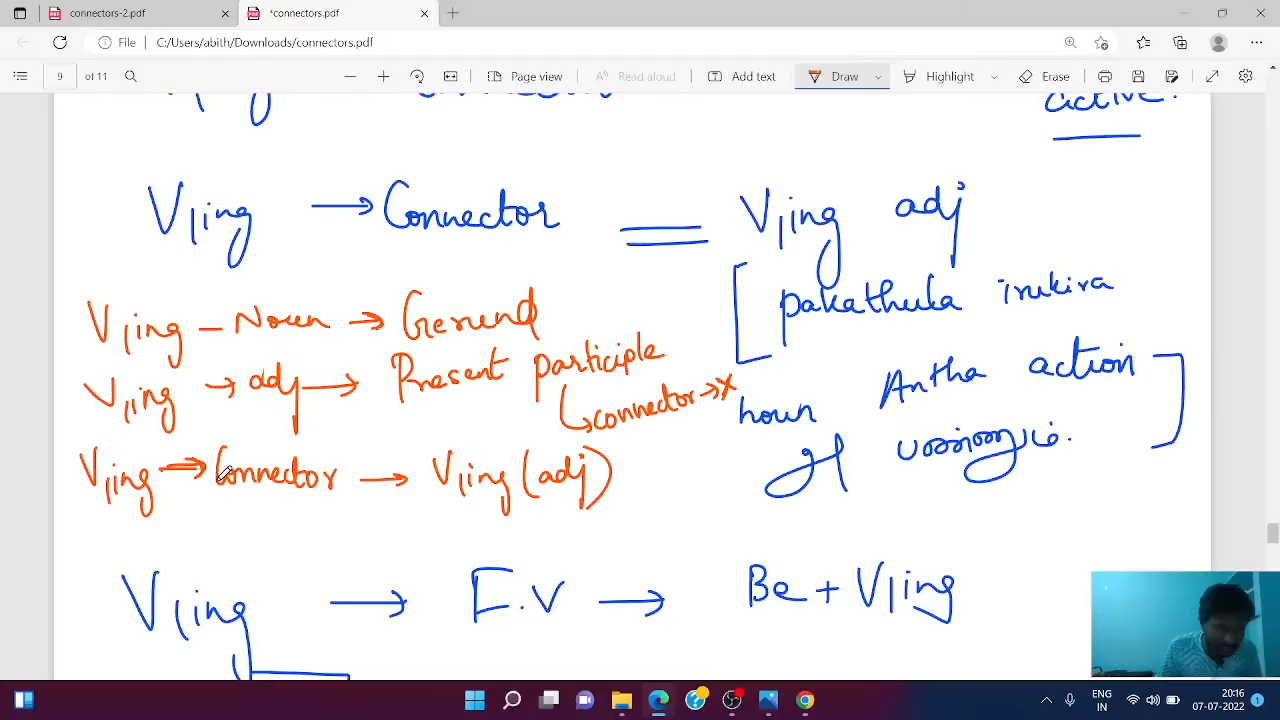 connectors-2.pdf
*connectors.pdf
File C:/Users/abith/Downloads/connectors.pdf
9 of 11 Page view Read aloud Add text Draw Highlight Erase
active.
V1ing → Connector = V1ing adj
[ pakathula irukira
V1ing – Noun → Gerund
V1ing → adj → Present participle
noun Antha action ]
↳ connector → x
V1ing ⇒ Connector → V1ing (adj)
V1ing → F.V → Be + V1ing
ENG
IN
20:16
07-07-2022